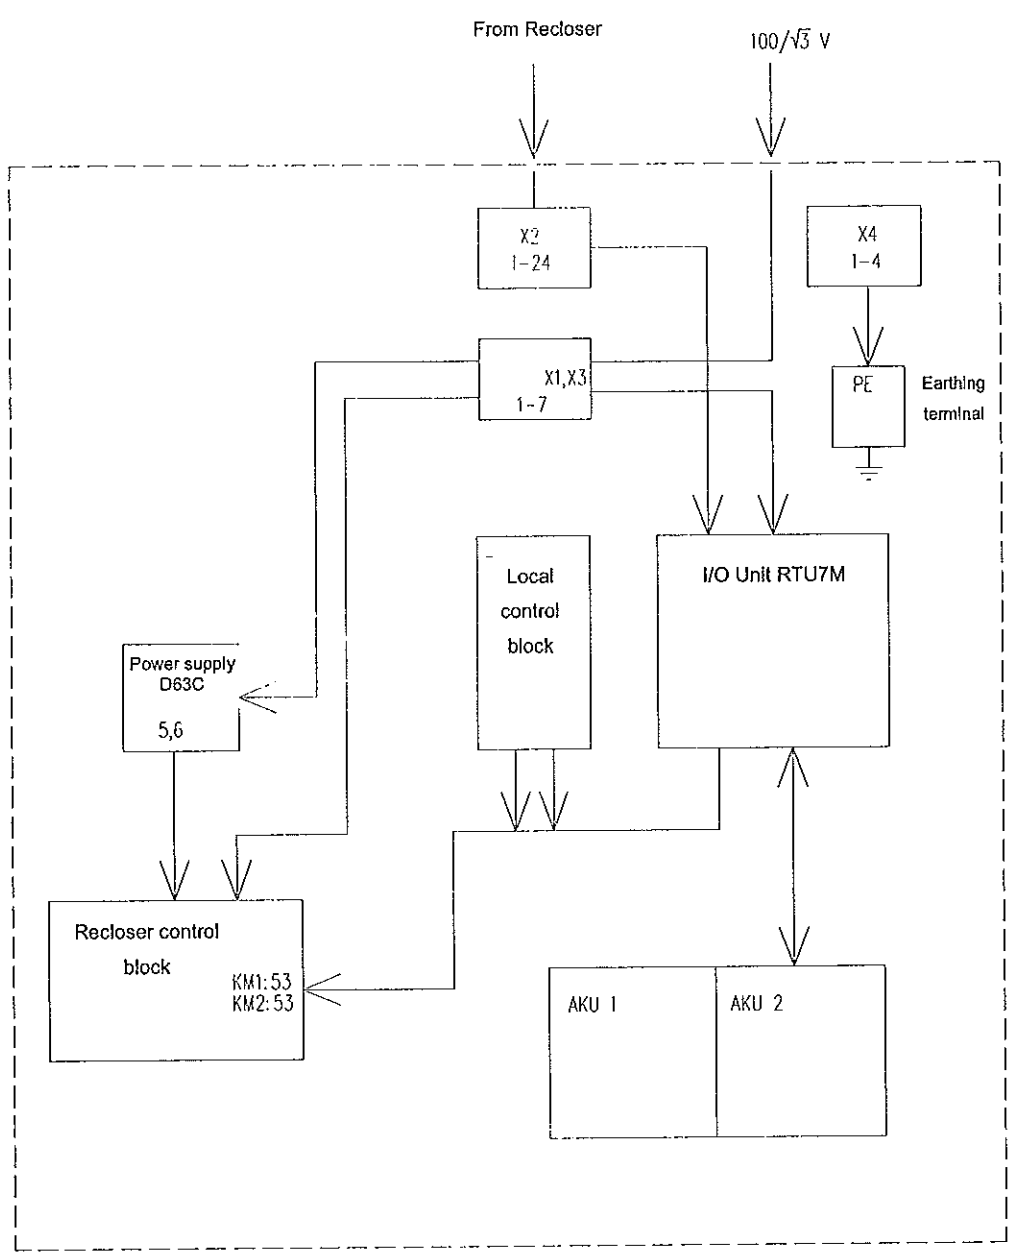 From Recloser
100/√3 V
X2
1-24
X4
1-4
X1,X3
1-7
PE
Earthing
terminal
Local
control
block
I/O Unit RTU7M
Power supply
D63C
5,6
Recloser control
block
KM1:53
KM2:53
AKU 1
AKU 2